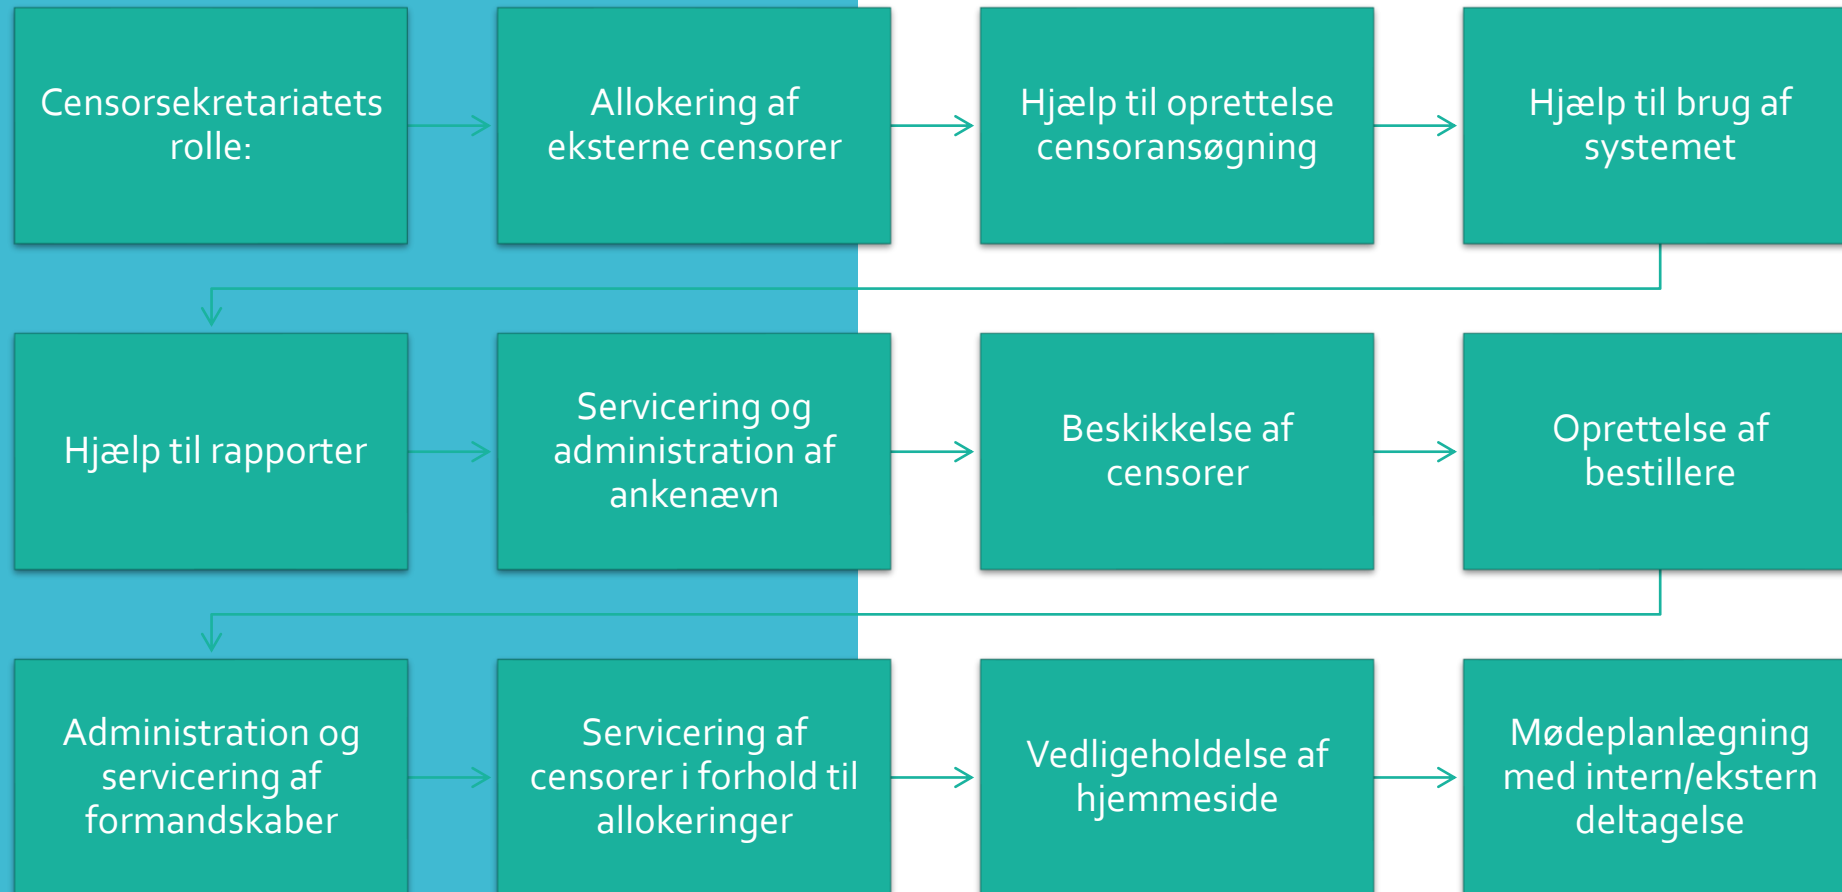 Censorsekretariatets
rolle:
Allokering af
eksterne censorer
Hjælp til oprettelse
censoransøgning
Hjælp til brug af
systemet
Hjælp til rapporter
Servicering og
administration af
ankenævn
Beskikkelse af
censorer
Oprettelse af
bestillere
Administration og
servicering af
formandskaber
Servicering af
censorer i forhold til
allokeringer
Vedligeholdelse af
hjemmeside
Mødeplanlægning
med intern/ekstern
deltagelse